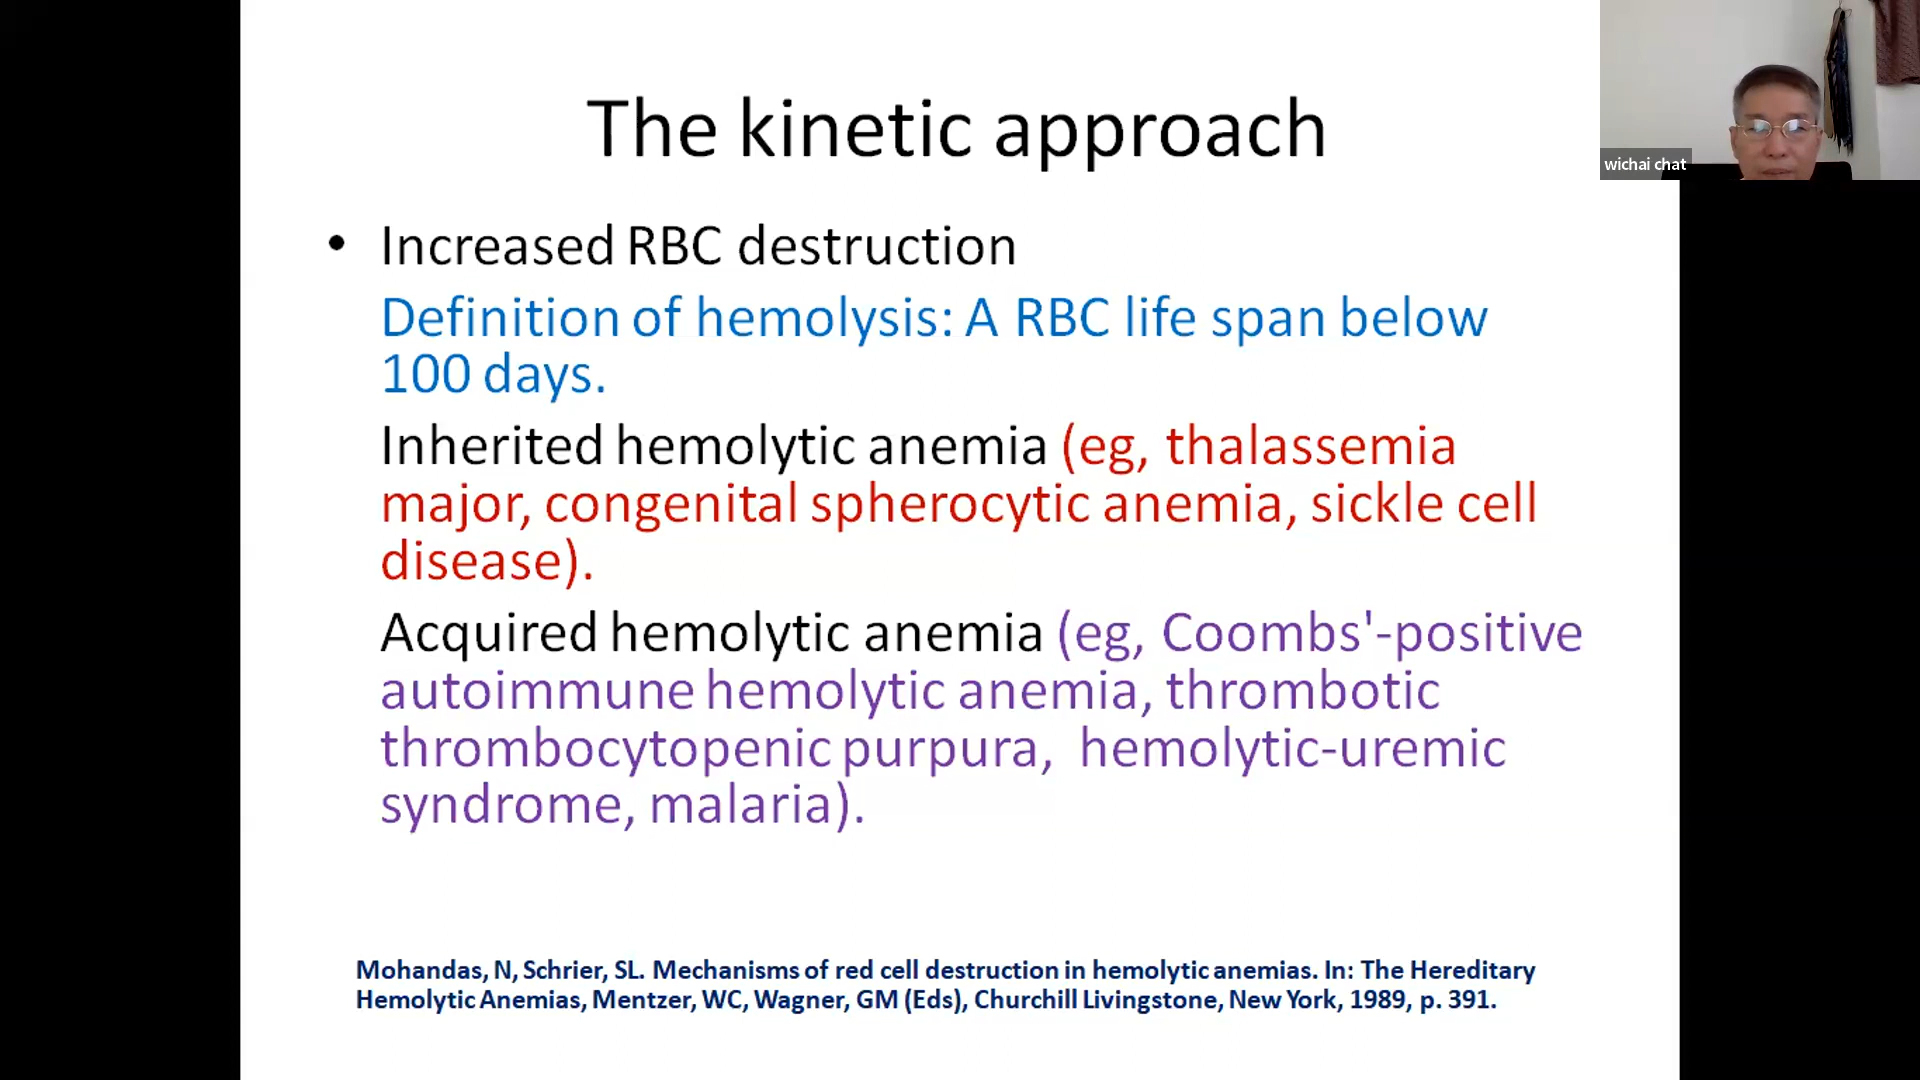 The kinetic approach
wichai chat
• Increased RBC destruction
Definition of hemolysis: A RBC life span below
100 days.
Inherited hemolytic anemia (eg, thalassemia
major, congenital spherocytic anemia, sickle cell
disease).
Acquired hemolytic anemia (eg, Coombs'-positive
autoimmune hemolytic anemia, thrombotic
thrombocytopenic purpura, hemolytic-uremic
syndrome, malaria).
Mohandas, N, Schrier, SL. Mechanisms of red cell destruction in hemolytic anemias. In: The Hereditary
Hemolytic Anemias, Mentzer, WC, Wagner, GM (Eds), Churchill Livingstone, New York, 1989, p. 391.